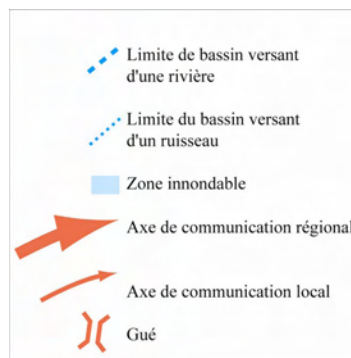 Limite de bassin versant
d'une rivière
Limite du bassin versant
d'un ruisseau
Zone innondable
Axe de communication régional
Axe de communication local
Gué